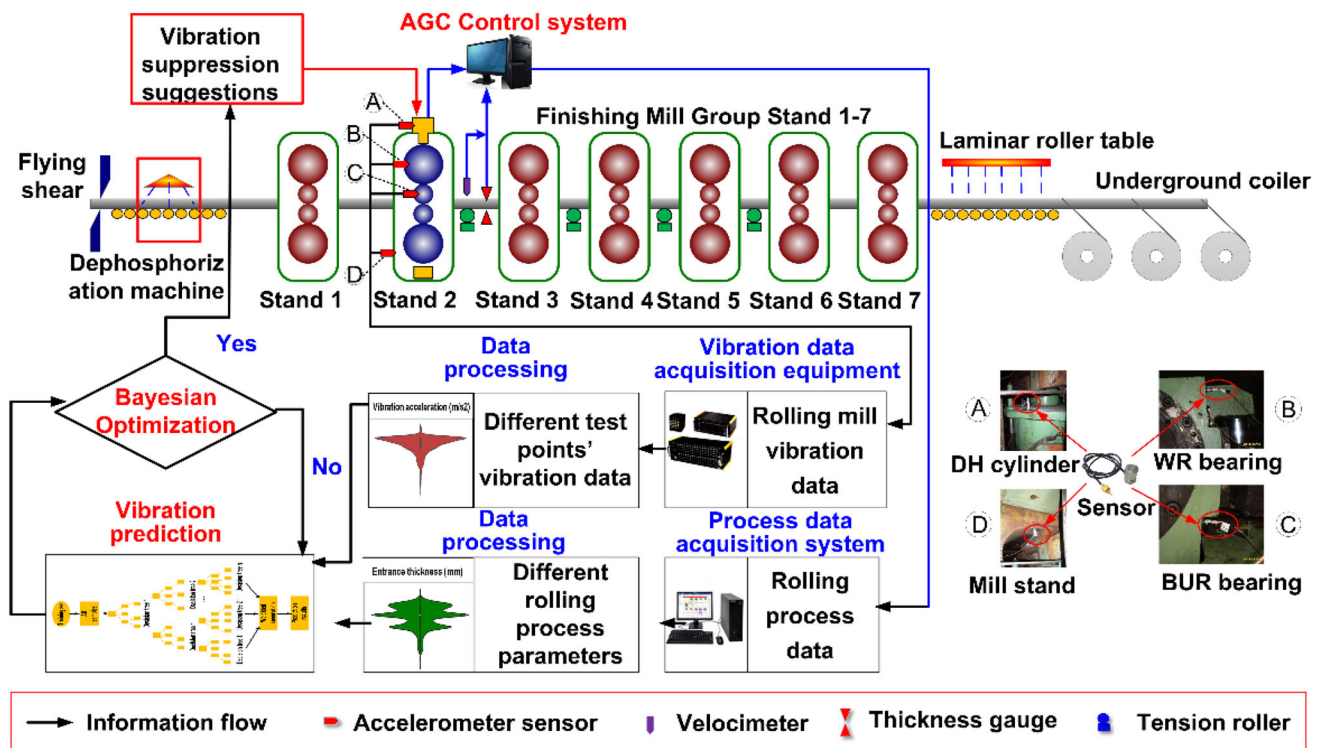 AGC Control system
Vibration
suppression
suggestions
A
B
C
D
Finishing Mill Group Stand 1-7
Laminar roller table
Underground coiler
Flying
shear
Dephosphoriz
ation machine
Stand 1
Stand 2
Stand 3
Stand 4
Stand 5
Stand 6
Stand 7
Yes
Bayesian
Optimization
No
Vibration
prediction
Data
processing
Vibration acceleration (m/s2)
Different test
points'
vibration data
Vibration data
acquisition equipment
Rolling mill
vibration
data
Data
processing
Entrance thickness (mm)
Different
rolling
process
parameters
Process data
acquisition system
Rolling
process
data
A
DH cylinder
B
WR bearing
Sensor
D
Mill stand
C
BUR bearing
Information flow
Accelerometer sensor
Velocimeter
Thickness gauge
Tension roller